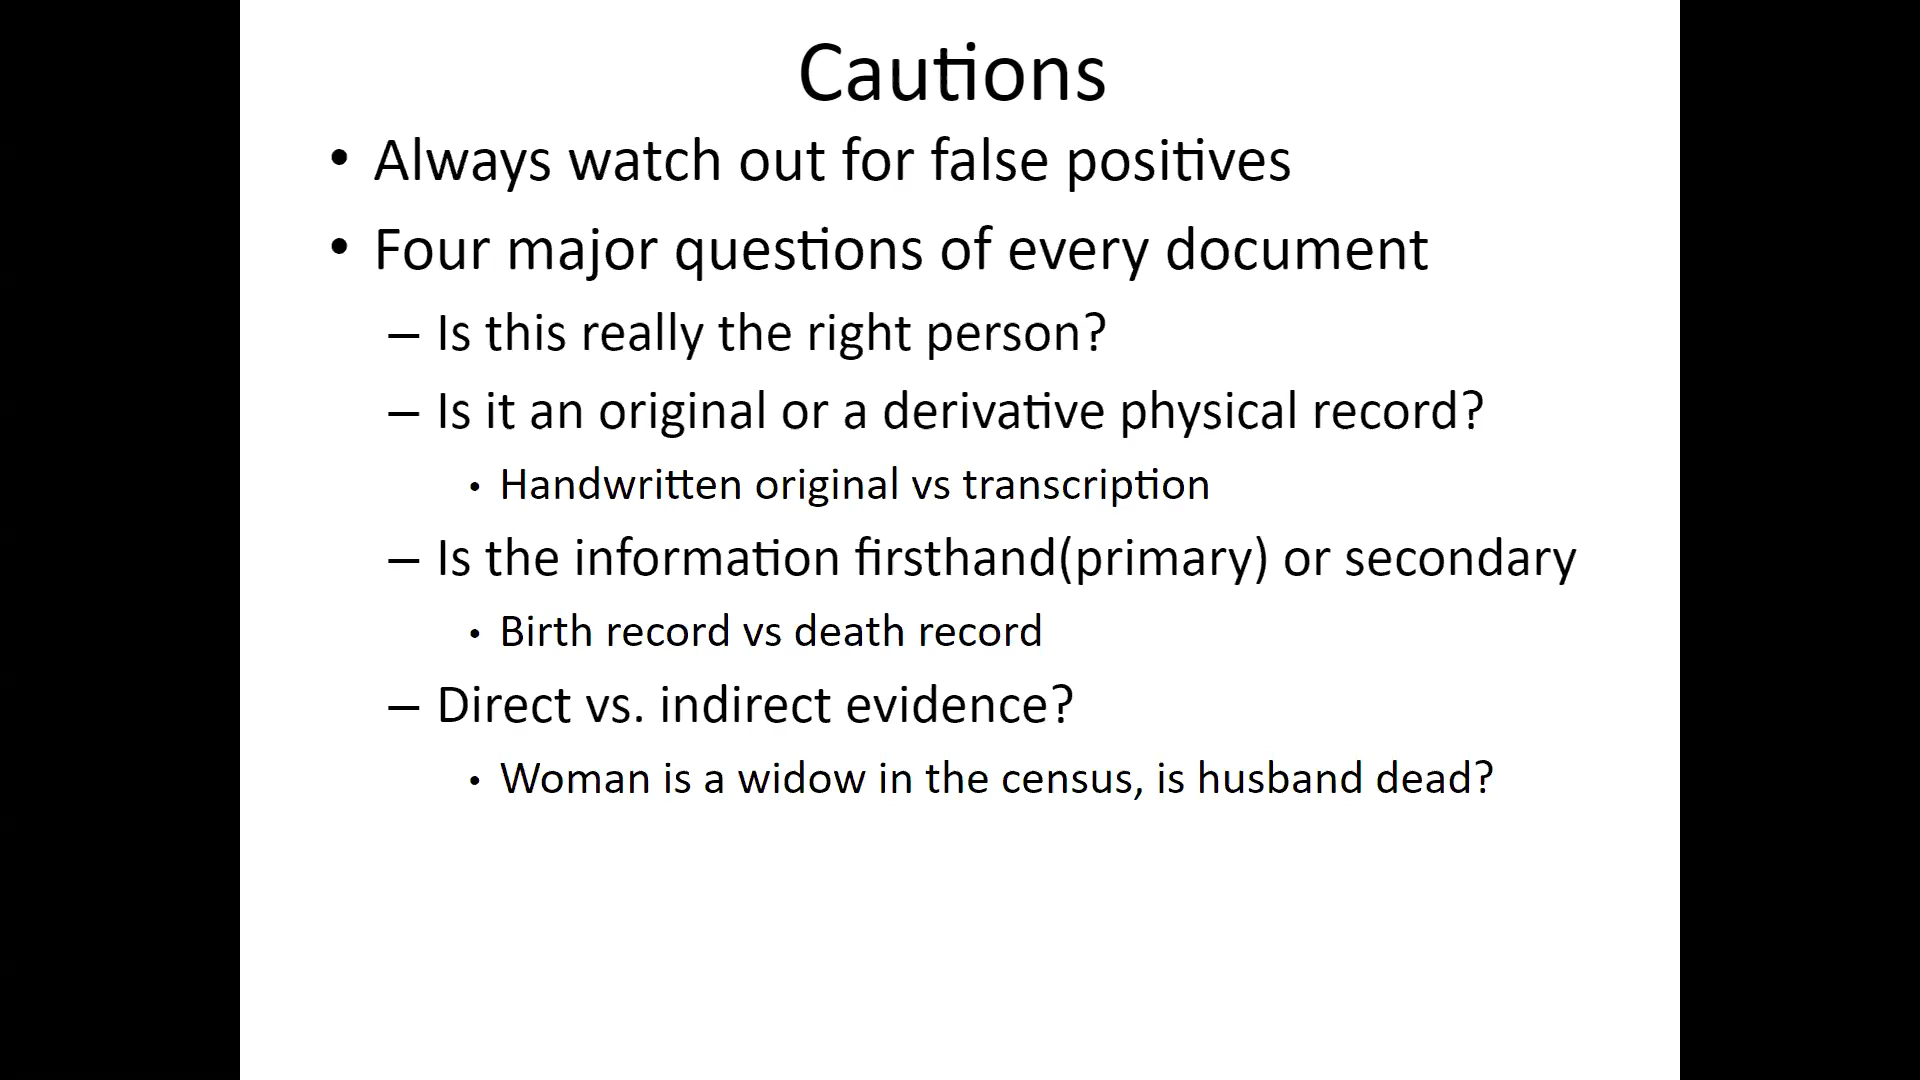 Cautions
• Always watch out for false positives
• Four major questions of every document
– Is this really the right person?
– Is it an original or a derivative physical record?
• Handwritten original vs transcription
– Is the information firsthand(primary) or secondary
• Birth record vs death record
– Direct vs. indirect evidence?
• Woman is a widow in the census, is husband dead?